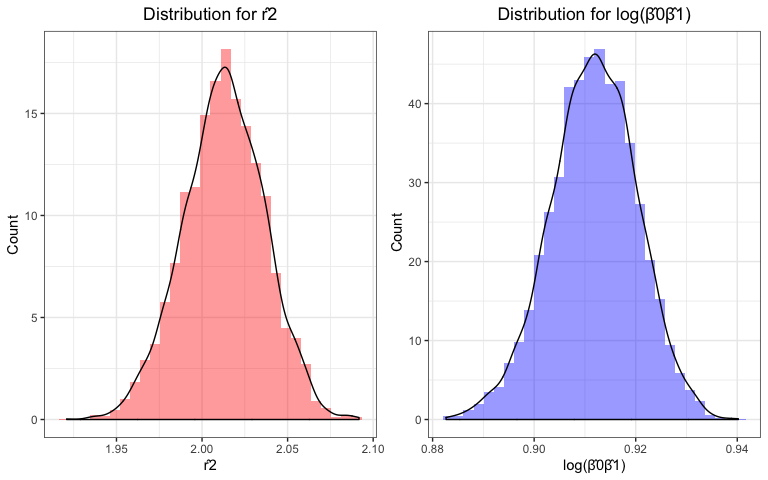 Distribution for r̂2
Count
15
10
5
0
1.95 2.00 2.05 2.10
r̂2
Distribution for log(β̂0β̂1)
Count
40
30
20
10
0
0.88 0.90 0.92 0.94
log(β̂0β̂1)